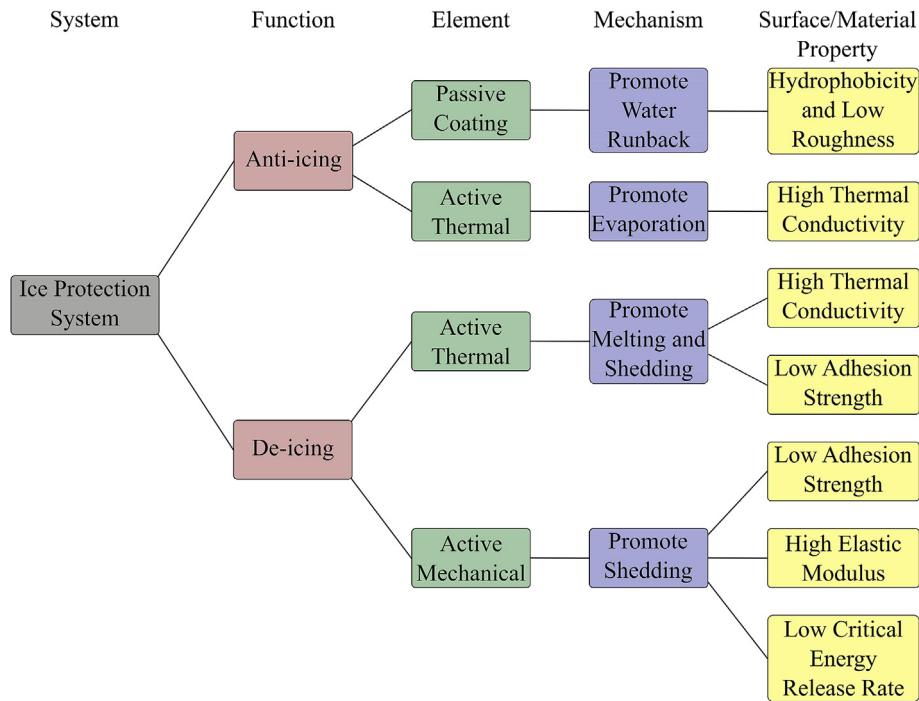 System
Function
Element
Mechanism
Surface/Material
Property
Ice Protection
System
Anti-icing
De-icing
Passive
Coating
Active
Thermal
Active
Thermal
Active
Mechanical
Promote
Water
Runback
Promote
Evaporation
Promote
Melting and
Shedding
Promote
Shedding
Hydrophobicity
and Low
Roughness
High Thermal
Conductivity
High Thermal
Conductivity
Low Adhesion
Strength
Low Adhesion
Strength
High Elastic
Modulus
Low Critical
Energy
Release Rate